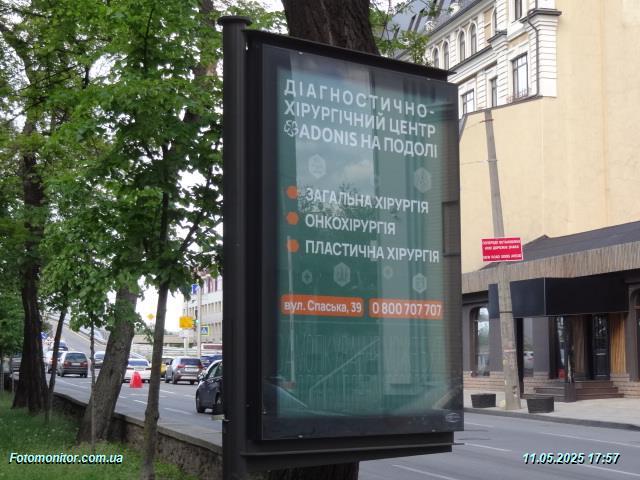 ДІАГНОСТИЧНО-
ХІРУРГІЧНИЙ ЦЕНТР
ADONIS НА ПОДОЛІ
ЗАГАЛЬНА ХІРУРГІЯ
ОНКОХІРУРГІЯ
ПЛАСТИЧНА ХІРУРГІЯ
вул. Спаська, 39 0 800 707 707
Fotomonitor.com.ua
11.05.2025 17:57